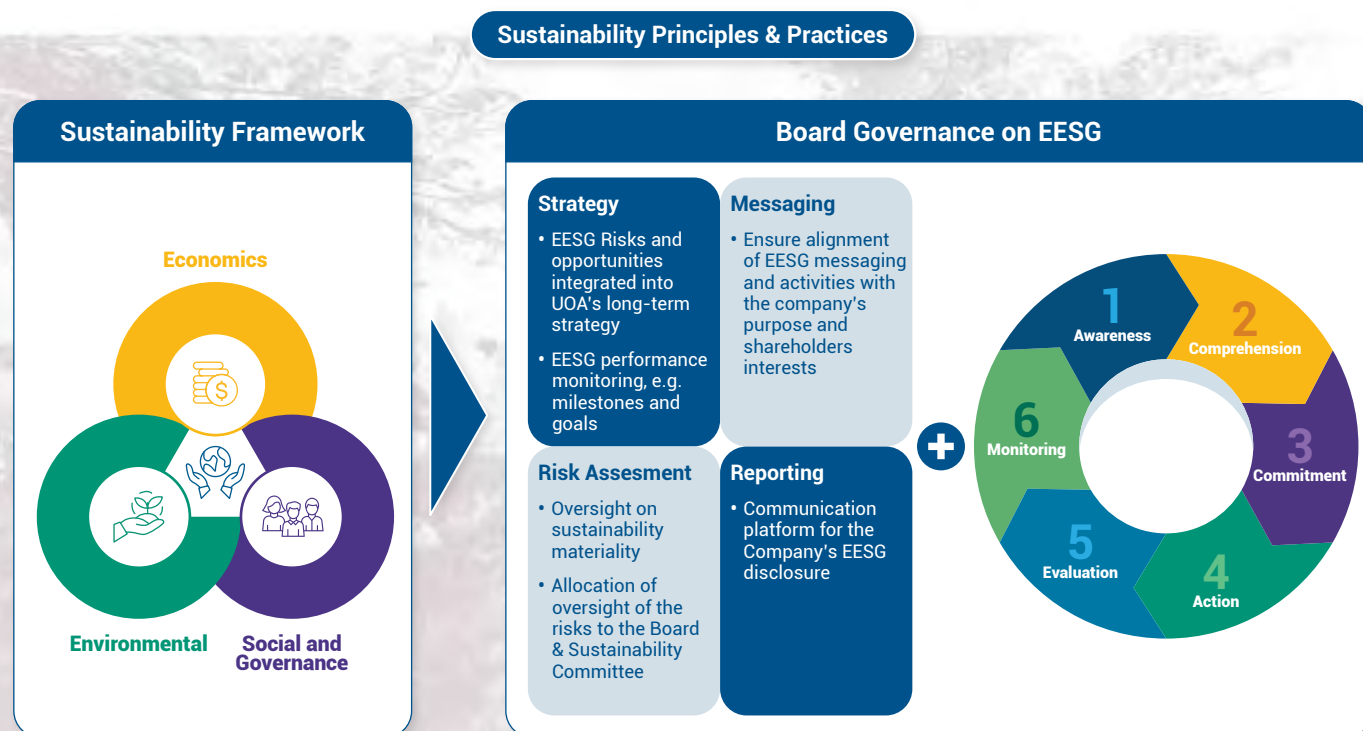 Sustainability Principles & Practices
Sustainability Framework
Economics
$
Environmental
Social and
Governance
Board Governance on EESG
Strategy
• EESG Risks and
opportunities
integrated into
UOA's long-term
strategy
• EESG performance
monitoring, e.g.
milestones and
goals
Messaging
• Ensure alignment
of EESG messaging
and activities with
the company's
purpose and
shareholders
interests
Risk Assesment
• Oversight on
sustainability
materiality
• Allocation of
oversight of the
risks to the Board
& Sustainability
Committee
Reporting
• Communication
platform for the
Company's EESG
disclosure
1
Awareness
2
Comprehension
3
Commitment
4
Action
5
Evaluation
6
Monitoring